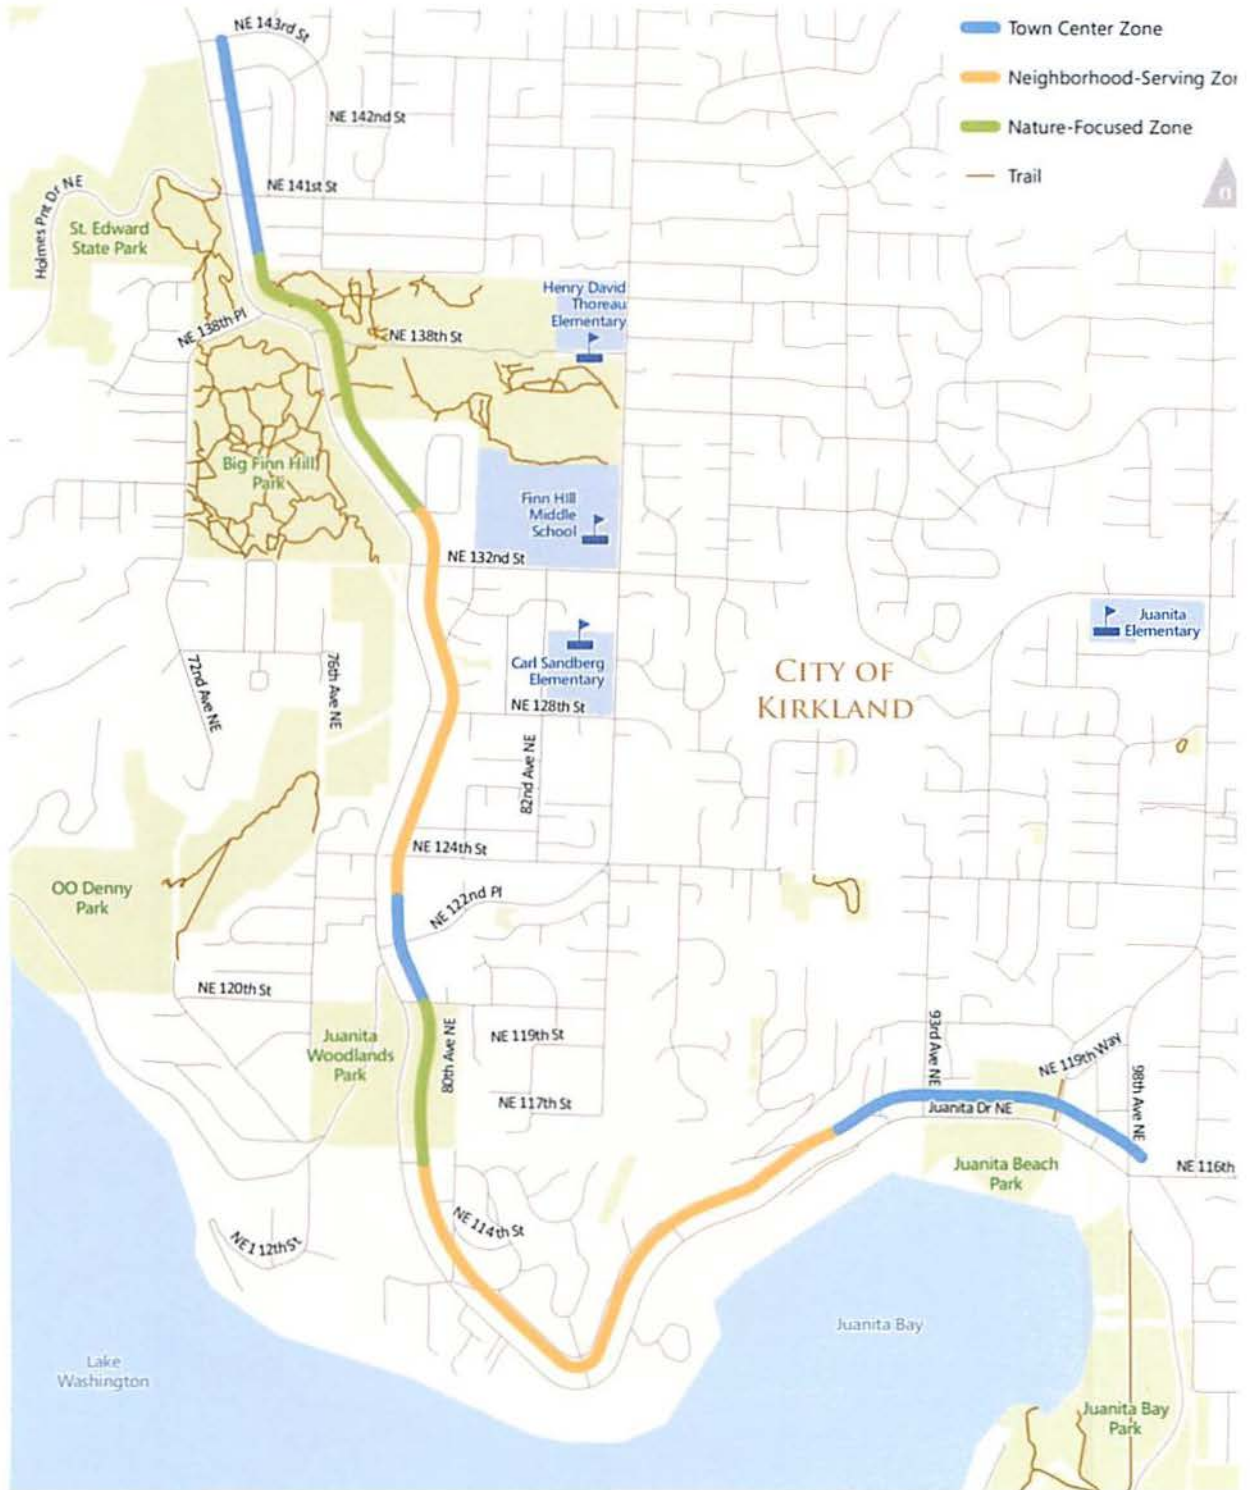 NE 143rd St
Town Center Zone
Neighborhood-Serving Zor
NE 142nd St
Nature-Focused Zone
Trail
n
NE 141st St
Holmes Pnt Dr NE
St. Edward
State Park
Henry David
Thoreau
Elementary
NE 138th Pl
NE 138th St
Big Finn Hill
Park
Finn Hill
Middle
School
NE 132nd St
Juanita
Elementary
Carl Sandberg
Elementary
CITY OF
KIRKLAND
72nd Ave NE
76th Ave NE
NE 128th St
82nd Ave NE
NE 124th St
OO Denny
Park
NE 122nd Pl
NE 120th St
Juanita
Woodlands
Park
80th Ave NE
NE 119th St
93rd Ave NE
NE 119th Way
98th Ave NE
NE 117th St
Juanita Dr NE
Juanita Beach
Park
NE 116th
NE 114th St
NE1 12th St
Juanita Bay
Lake
Washington
Juanita Bay
Park